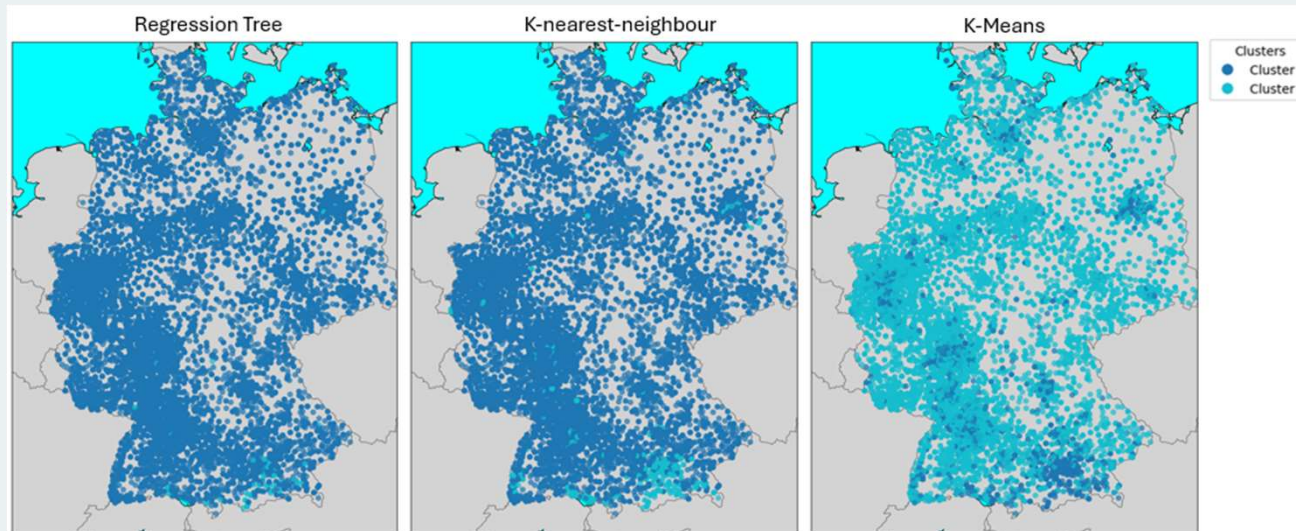 Regression Tree
K-nearest-neighbour
K-Means
Clusters
Cluster
Cluster